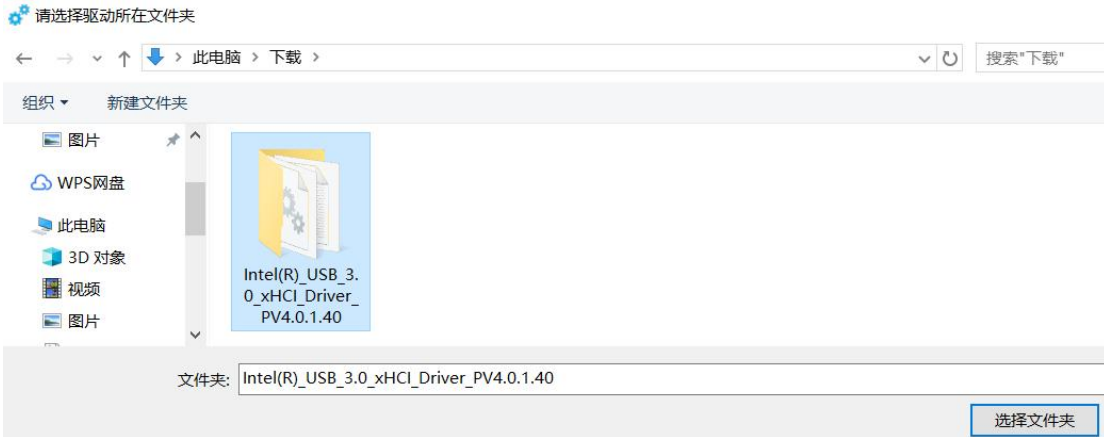 请选择驱动所在文件夹
此电脑 > 下载 >
搜索"下载"
组织
新建文件夹
图片
WPS网盘
此电脑
3D 对象
视频
图片
Intel(R)_USB_3.
0_xHCI_Driver_
PV4.0.1.40
文件夹: Intel(R)_USB_3.0_xHCI_Driver_PV4.0.1.40
选择文件夹